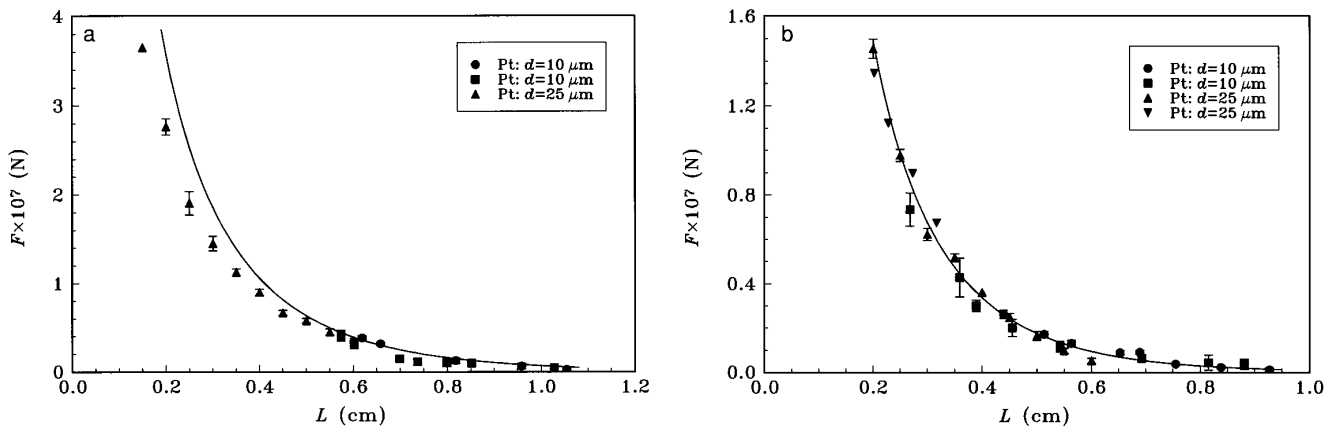 a
4
3
2
1
0
F×10⁷ (N)
Pt: d=10 μm
Pt: d=10 μm
Pt: d=25 μm
0.0 0.2 0.4 0.6 0.8 1.0 1.2
L (cm)
b
1.6
1.2
0.8
0.4
0.0
F×10⁷ (N)
Pt: d=10 μm
Pt: d=10 μm
Pt: d=25 μm
Pt: d=25 μm
0.0 0.2 0.4 0.6 0.8 1.0
L (cm)